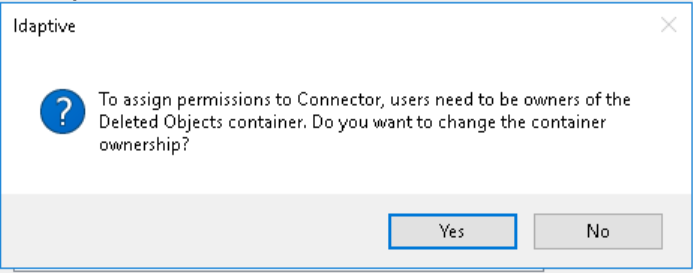 Idaptive
To assign permissions to Connector, users need to be owners of the
Deleted Objects container. Do you want to change the container
ownership?
Yes
No